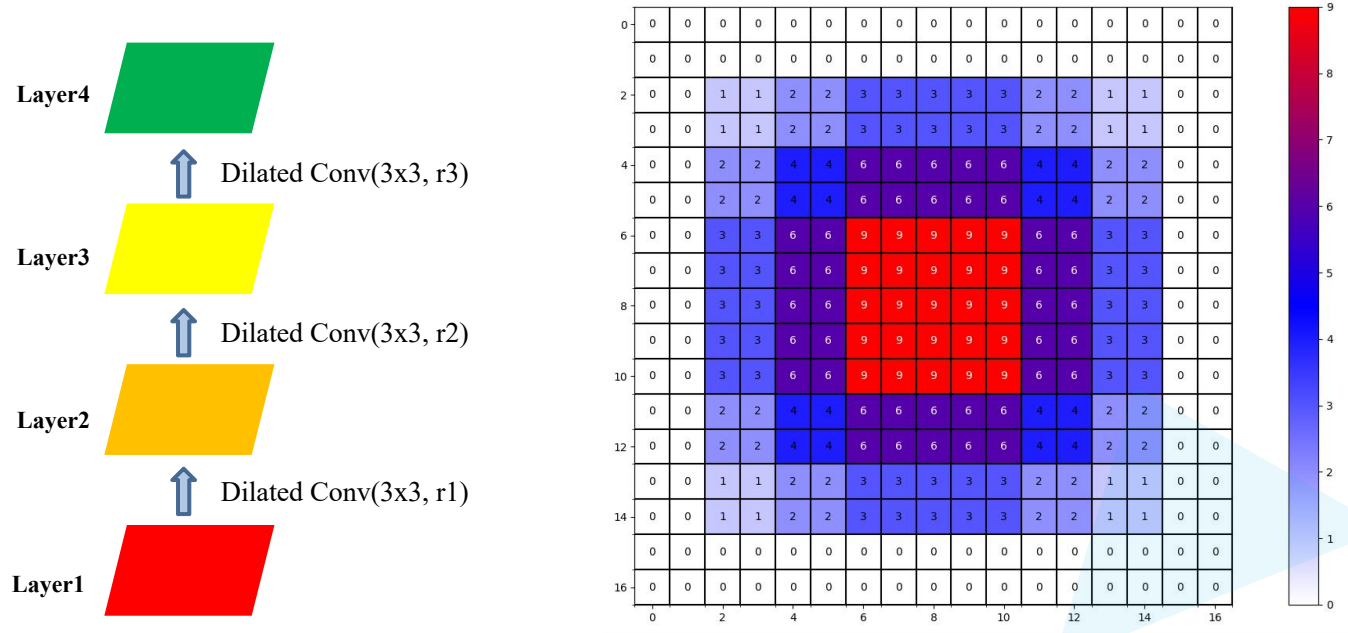 Layer4
Dilated Conv(3x3, r3)
Layer3
Dilated Conv(3x3, r2)
Layer2
Dilated Conv(3x3, r1)
Layer1
0 0 0 0 0 0 0 0 0 0 0 0 0 0 0 0 0 0
0 0 0 0 0 0 0 0 0 0 0 0 0 0 0 0 0
2 0 0 1 1 2 2 3 3 3 3 3 2 2 1 1 0 0
0 0 1 1 2 2 3 3 3 3 3 2 2 1 1 0 0
4 0 0 2 2 4 4 6 6 6 6 6 4 4 2 2 0 0
0 0 2 2 4 4 6 6 6 6 6 4 4 2 2 0 0
6 0 0 3 3 6 6 9 9 9 9 9 6 6 3 3 0 0
0 0 3 3 6 6 9 9 9 9 9 6 6 3 3 0 0
8 0 0 3 3 6 6 9 9 9 9 9 6 6 3 3 0 0
0 0 3 3 6 6 9 9 9 9 9 6 6 3 3 0 0
10 0 0 3 3 6 6 9 9 9 9 9 6 6 3 3 0 0
0 0 2 2 4 4 6 6 6 6 6 4 4 2 2 0 0
12 0 0 2 2 4 4 6 6 6 6 6 4 4 2 2 0 0
0 0 1 1 2 2 3 3 3 3 3 2 2 1 1 0 0
14 0 0 1 1 2 2 3 3 3 3 3 2 2 1 1 0 0
0 0 0 0 0 0 0 0 0 0 0 0 0 0 0 0 0
16 0 0 0 0 0 0 0 0 0 0 0 0 0 0 0 0 0
0 2 4 6 8 10 12 14 16
9
8
7
6
5
4
3
2
1
0